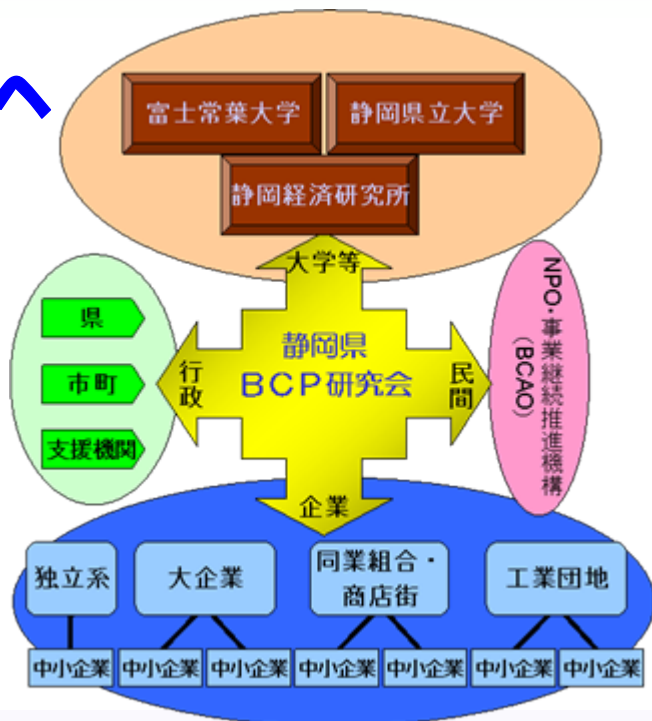 富士常葉大学
静岡県立大学
静岡経済研究所
大学等
県
市町
支援機関
行政
静岡県
BCP研究会
民間
NPO・事業継続推進機構
(BCAO)
企業
独立系
大企業
同業組合・
商店街
工業団地
中小企業
中小企業
中小企業
中小企業
中小企業
中小企業
中小企業